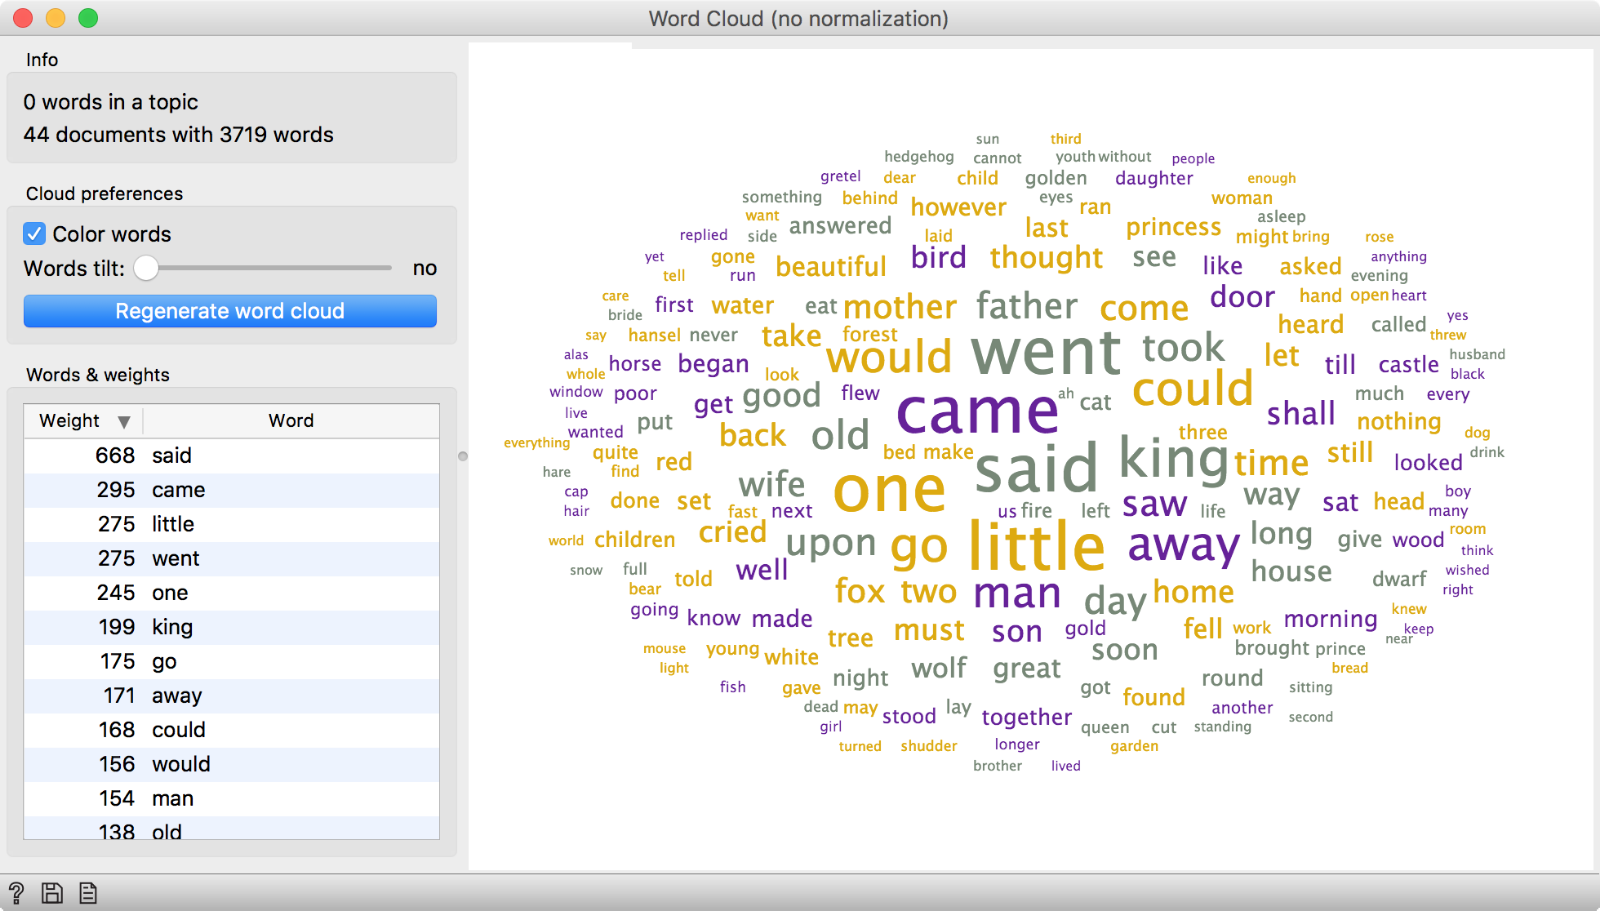 Word Cloud (no normalization)
Info
0 words in a topic
44 documents with 3719 words
Cloud preferences
Color words
Words tilt: no
Regenerate word cloud
Words & weights
Weight Word
668 said
295 came
275 little
275 went
245 one
199 king
175 go
171 away
168 could
156 would
154 man
138 old
sun third
hedgehog cannot youth without people
gretel dear child golden daughter enough
something behind eyes woman
want however ran asleep
answered last princess
replied side laid might bring rose
yet gone bird thought see anything
tell run beautiful like asked evening
care first water eat mother father come door hand open heart
bride yes
say hansel never take forest heard called threw
alas horse began would went took let till castle husband
whole look black
window poor get good flew came ah cat could much every
live put shall nothing
wanted back old three dog
everything quite bed make said king time still looked drink
hare find red
cap done set wife one saw way sat head boy
hair fast next us fire left life many
world children cried upon go little away long give wood room
think
snow full well house dwarf wished
bear told fox two man day home right
going know made son gold fell work morning knew
keep
mouse young white tree must soon brought prince near
light night wolf great round bread
fish gave got found sitting
dead may stood lay together another
girl queen cut standing second
turned shudder longer garden
brother lived